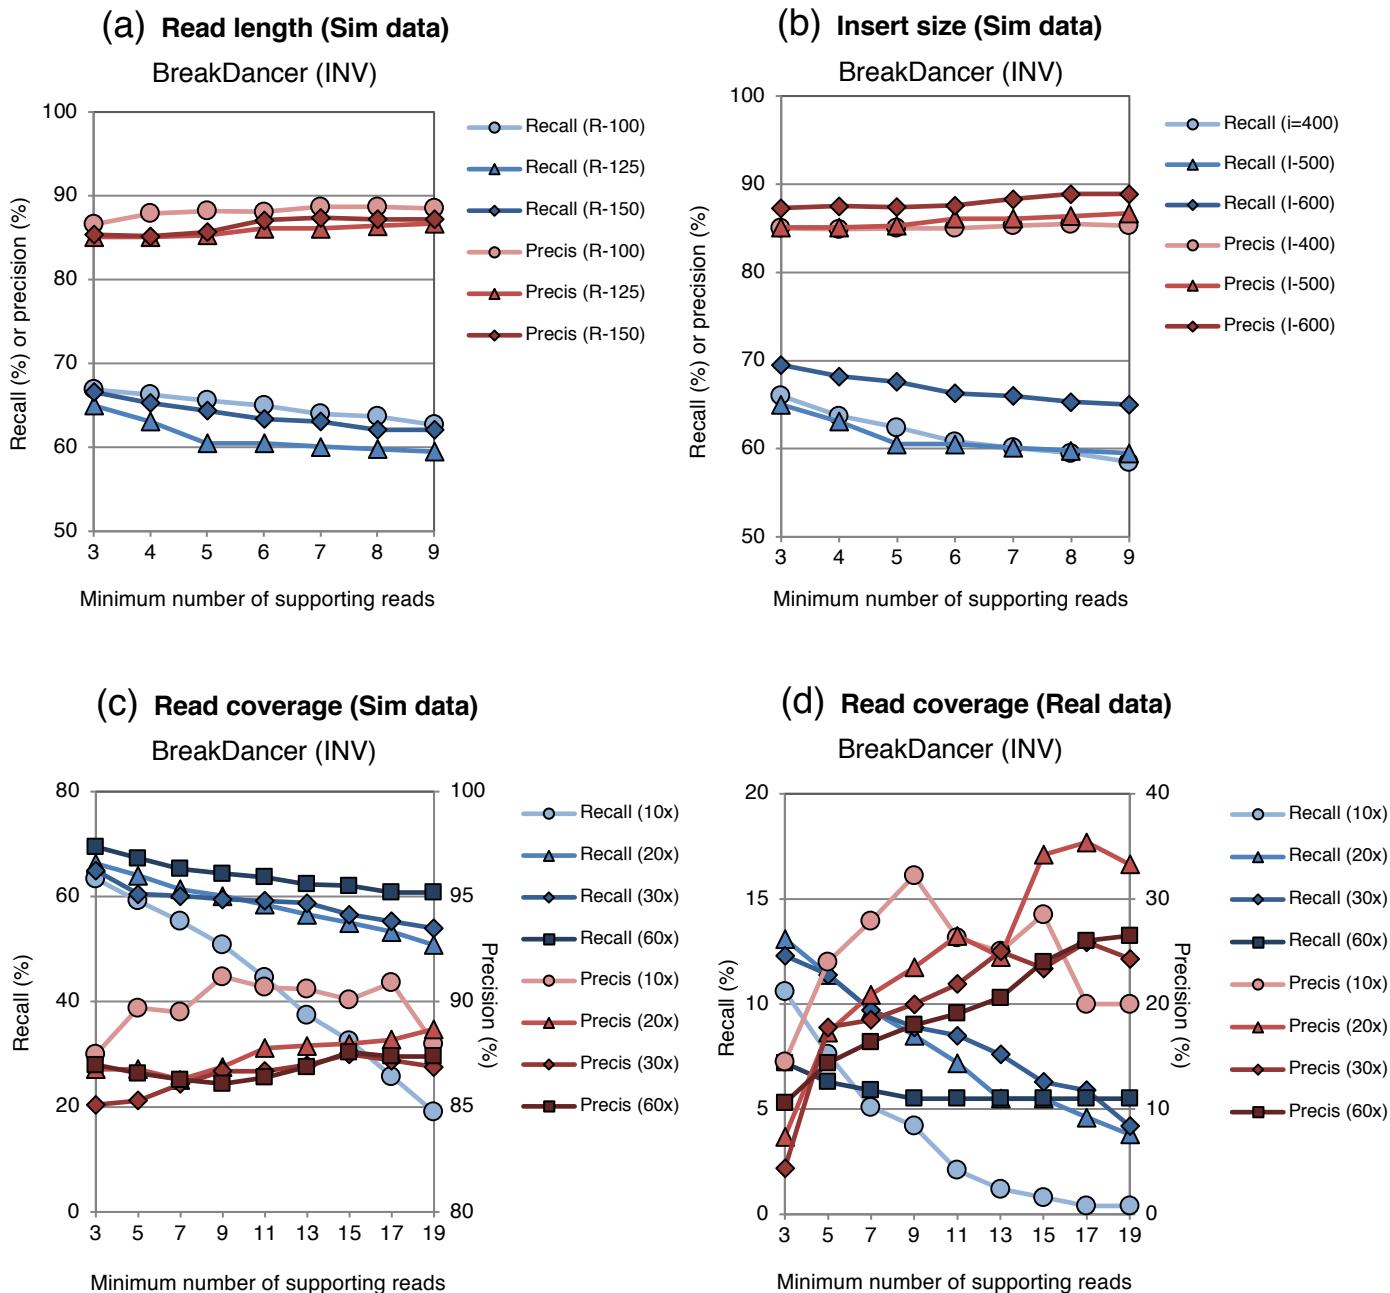 (a) Read length (Sim data)
BreakDancer (INV)
100
90
80
70
60
50
Recall (%) or precision (%)
3 4 5 6 7 8 9
Minimum number of supporting reads
Recall (R-100)
Recall (R-125)
Recall (R-150)
Precis (R-100)
Precis (R-125)
Precis (R-150)
(b) Insert size (Sim data)
BreakDancer (INV)
100
90
80
70
60
50
Recall (%) or precision (%)
3 4 5 6 7 8 9
Minimum number of supporting reads
Recall (i=400)
Recall (I-500)
Recall (I-600)
Precis (I-400)
Precis (I-500)
Precis (I-600)
(c) Read coverage (Sim data)
BreakDancer (INV)
80
60
40
20
0
Recall (%)
100
95
90
85
80
Precision (%)
3 5 7 9 11 13 15 17 19
Minimum number of supporting reads
Recall (10x)
Recall (20x)
Recall (30x)
Recall (60x)
Precis (10x)
Precis (20x)
Precis (30x)
Precis (60x)
(d) Read coverage (Real data)
BreakDancer (INV)
20
15
10
5
0
Recall (%)
40
30
20
10
0
Precision (%)
3 5 7 9 11 13 15 17 19
Minimum number of supporting reads
Recall (10x)
Recall (20x)
Recall (30x)
Recall (60x)
Precis (10x)
Precis (20x)
Precis (30x)
Precis (60x)